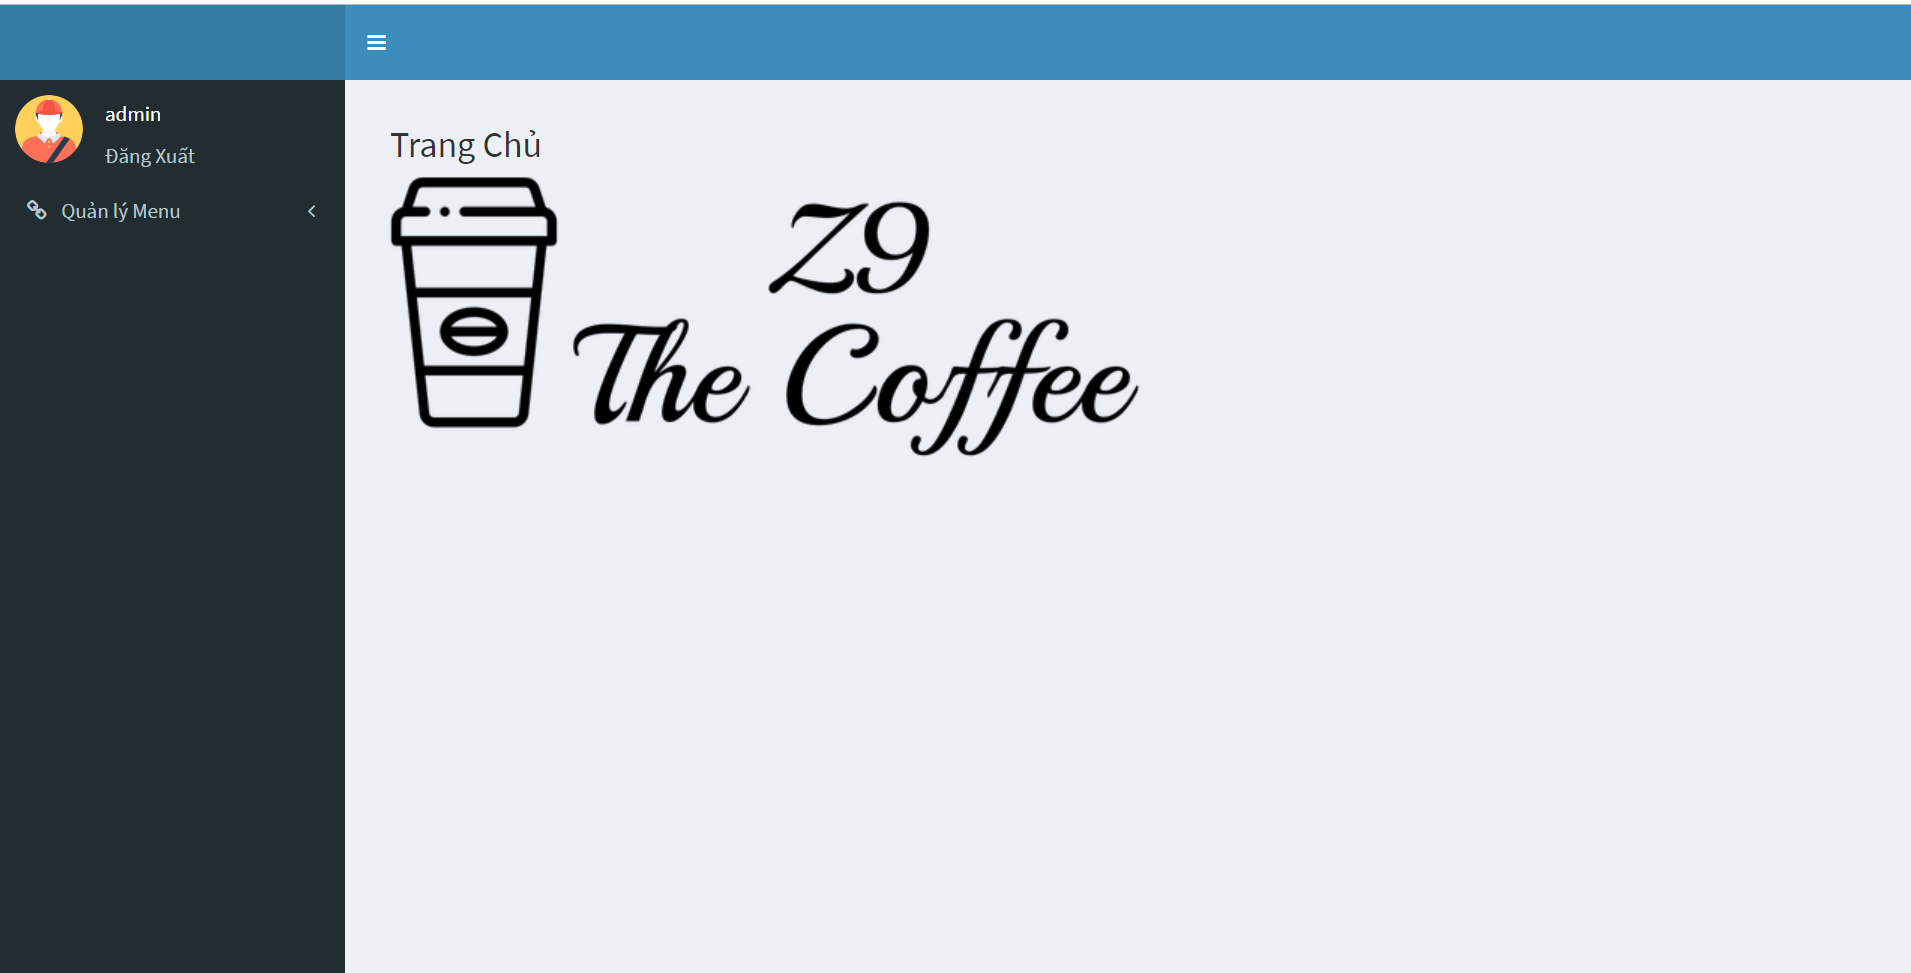 admin
Đăng Xuất
Quản lý Menu
Trang Chủ
Z9
The Coffee